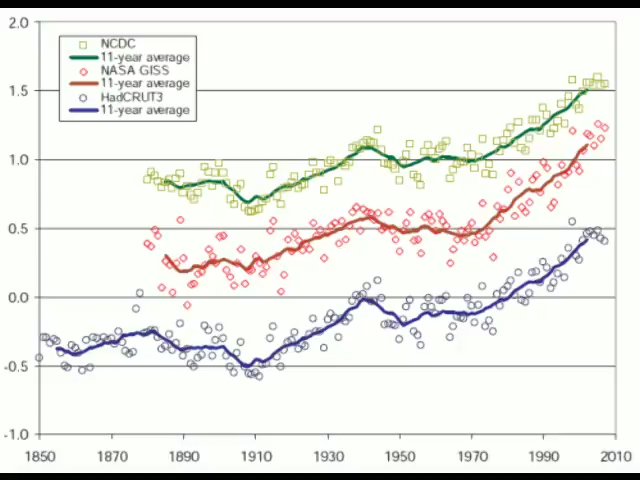 2.0
NCDC
11-year average
NASA GISS
11-year average
HadCRUT3
11-year average
1.5
1.0
0.5
0.0
-0.5
-1.0
1850 1870 1890 1910 1930 1950 1970 1990 2010